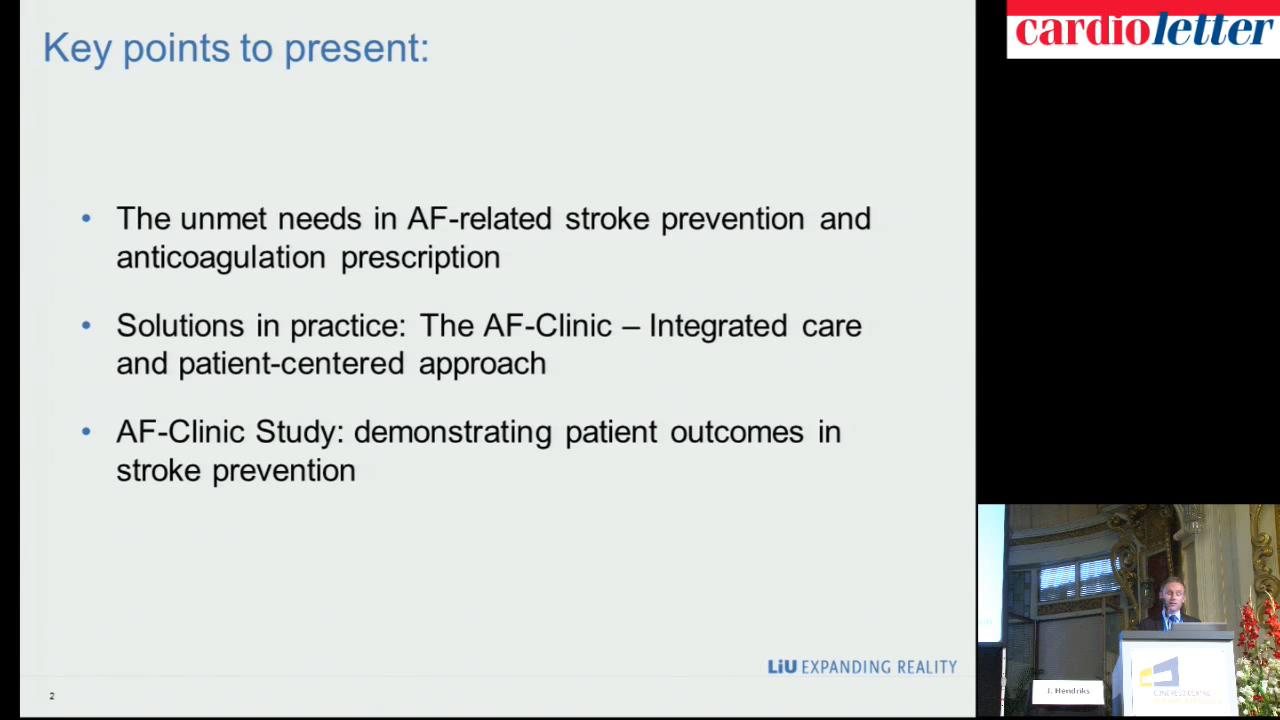 Key points to present:
cardioletter
• The unmet needs in AF-related stroke prevention and
anticoagulation prescription
• Solutions in practice: The AF-Clinic – Integrated care
and patient-centered approach
• AF-Clinic Study: demonstrating patient outcomes in
stroke prevention
LiU EXPANDING REALITY
2
J. Hendriks